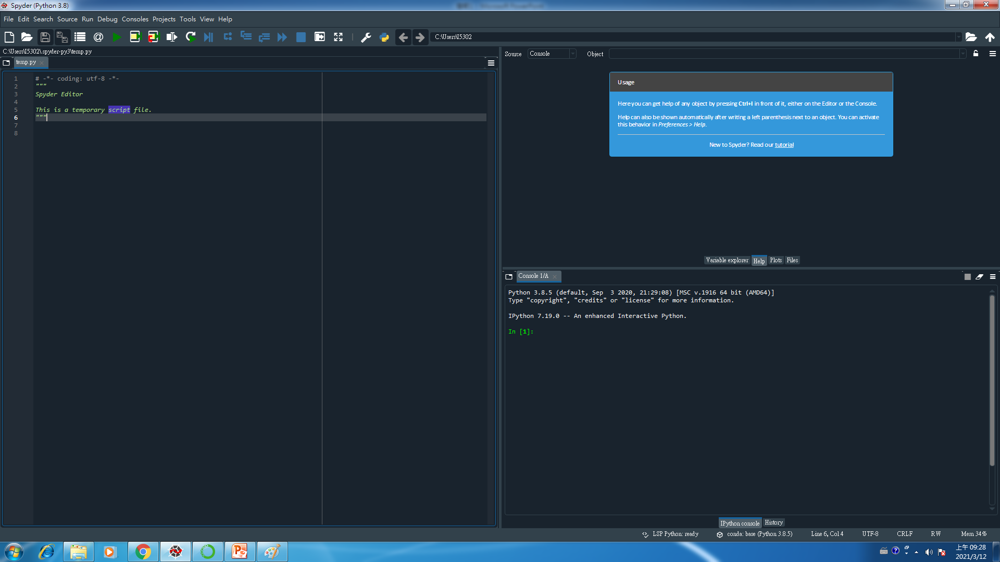 Spyder (Python 3.8)
File Edit Search Source Run Debug Consoles Projects Tools View Help
C:\Users\I5302
C:\Users\I5302\.spyder-py3\temp.py
temp.py
1 # -*- coding: utf-8 -*-
2 """
3 Spyder Editor
4
5 This is a temporary script file.
6 """
7
8
Source Console Object
Usage
Here you can get help of any object by pressing Ctrl+I in front of it, either on the Editor or the Console.
Help can also be shown automatically after writing a left parenthesis next to an object. You can activate
this behavior in Preferences > Help.
New to Spyder? Read our tutorial
Variable explorer Help Plots Files
Console 1/A
Python 3.8.5 (default, Sep  3 2020, 21:29:08) [MSC v.1916 64 bit (AMD64)]
Type "copyright", "credits" or "license" for more information.
IPython 7.19.0 -- An enhanced Interactive Python.
In [1]:
IPython console History
LSP Python: ready conda: base (Python 3.8.5) Line 6, Col 4 UTF-8 CRLF RW Mem 34%
上午 09:28
2021/3/12